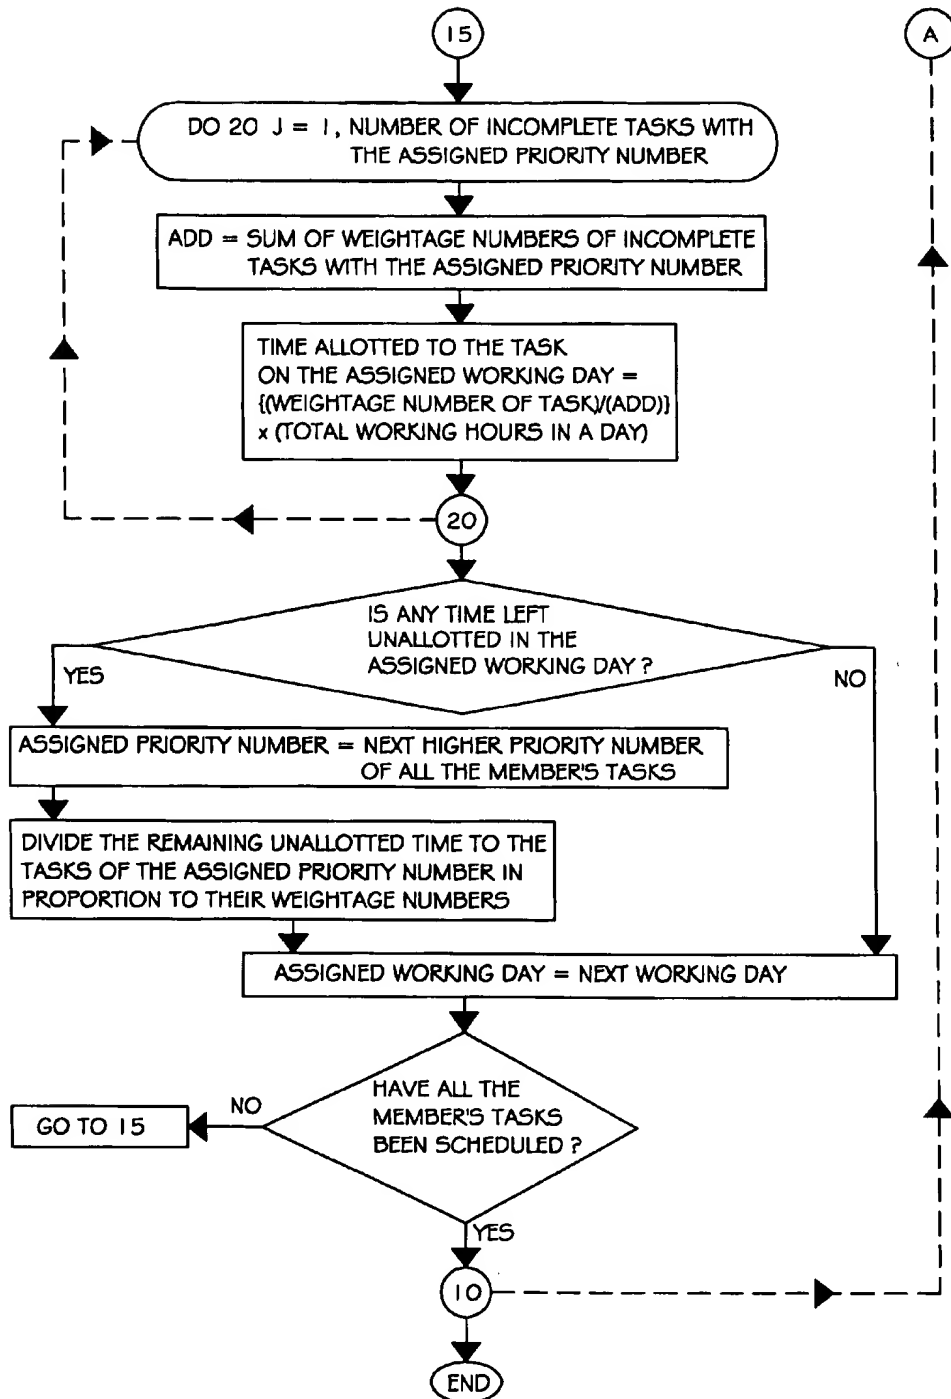 15
A
DO 20 J = 1, NUMBER OF INCOMPLETE TASKS WITH
THE ASSIGNED PRIORITY NUMBER
ADD = SUM OF WEIGHTAGE NUMBERS OF INCOMPLETE
TASKS WITH THE ASSIGNED PRIORITY NUMBER
TIME ALLOTTED TO THE TASK
ON THE ASSIGNED WORKING DAY =
{(WEIGHTAGE NUMBER OF TASK)/(ADD)}
x (TOTAL WORKING HOURS IN A DAY)
20
IS ANY TIME LEFT
UNALLOTTED IN THE
ASSIGNED WORKING DAY ?
YES
NO
ASSIGNED PRIORITY NUMBER = NEXT HIGHER PRIORITY NUMBER
OF ALL THE MEMBER'S TASKS
DIVIDE THE REMAINING UNALLOTTED TIME TO THE
TASKS OF THE ASSIGNED PRIORITY NUMBER IN
PROPORTION TO THEIR WEIGHTAGE NUMBERS
ASSIGNED WORKING DAY = NEXT WORKING DAY
HAVE ALL THE
MEMBER'S TASKS
BEEN SCHEDULED ?
NO
GO TO 15
YES
10
END